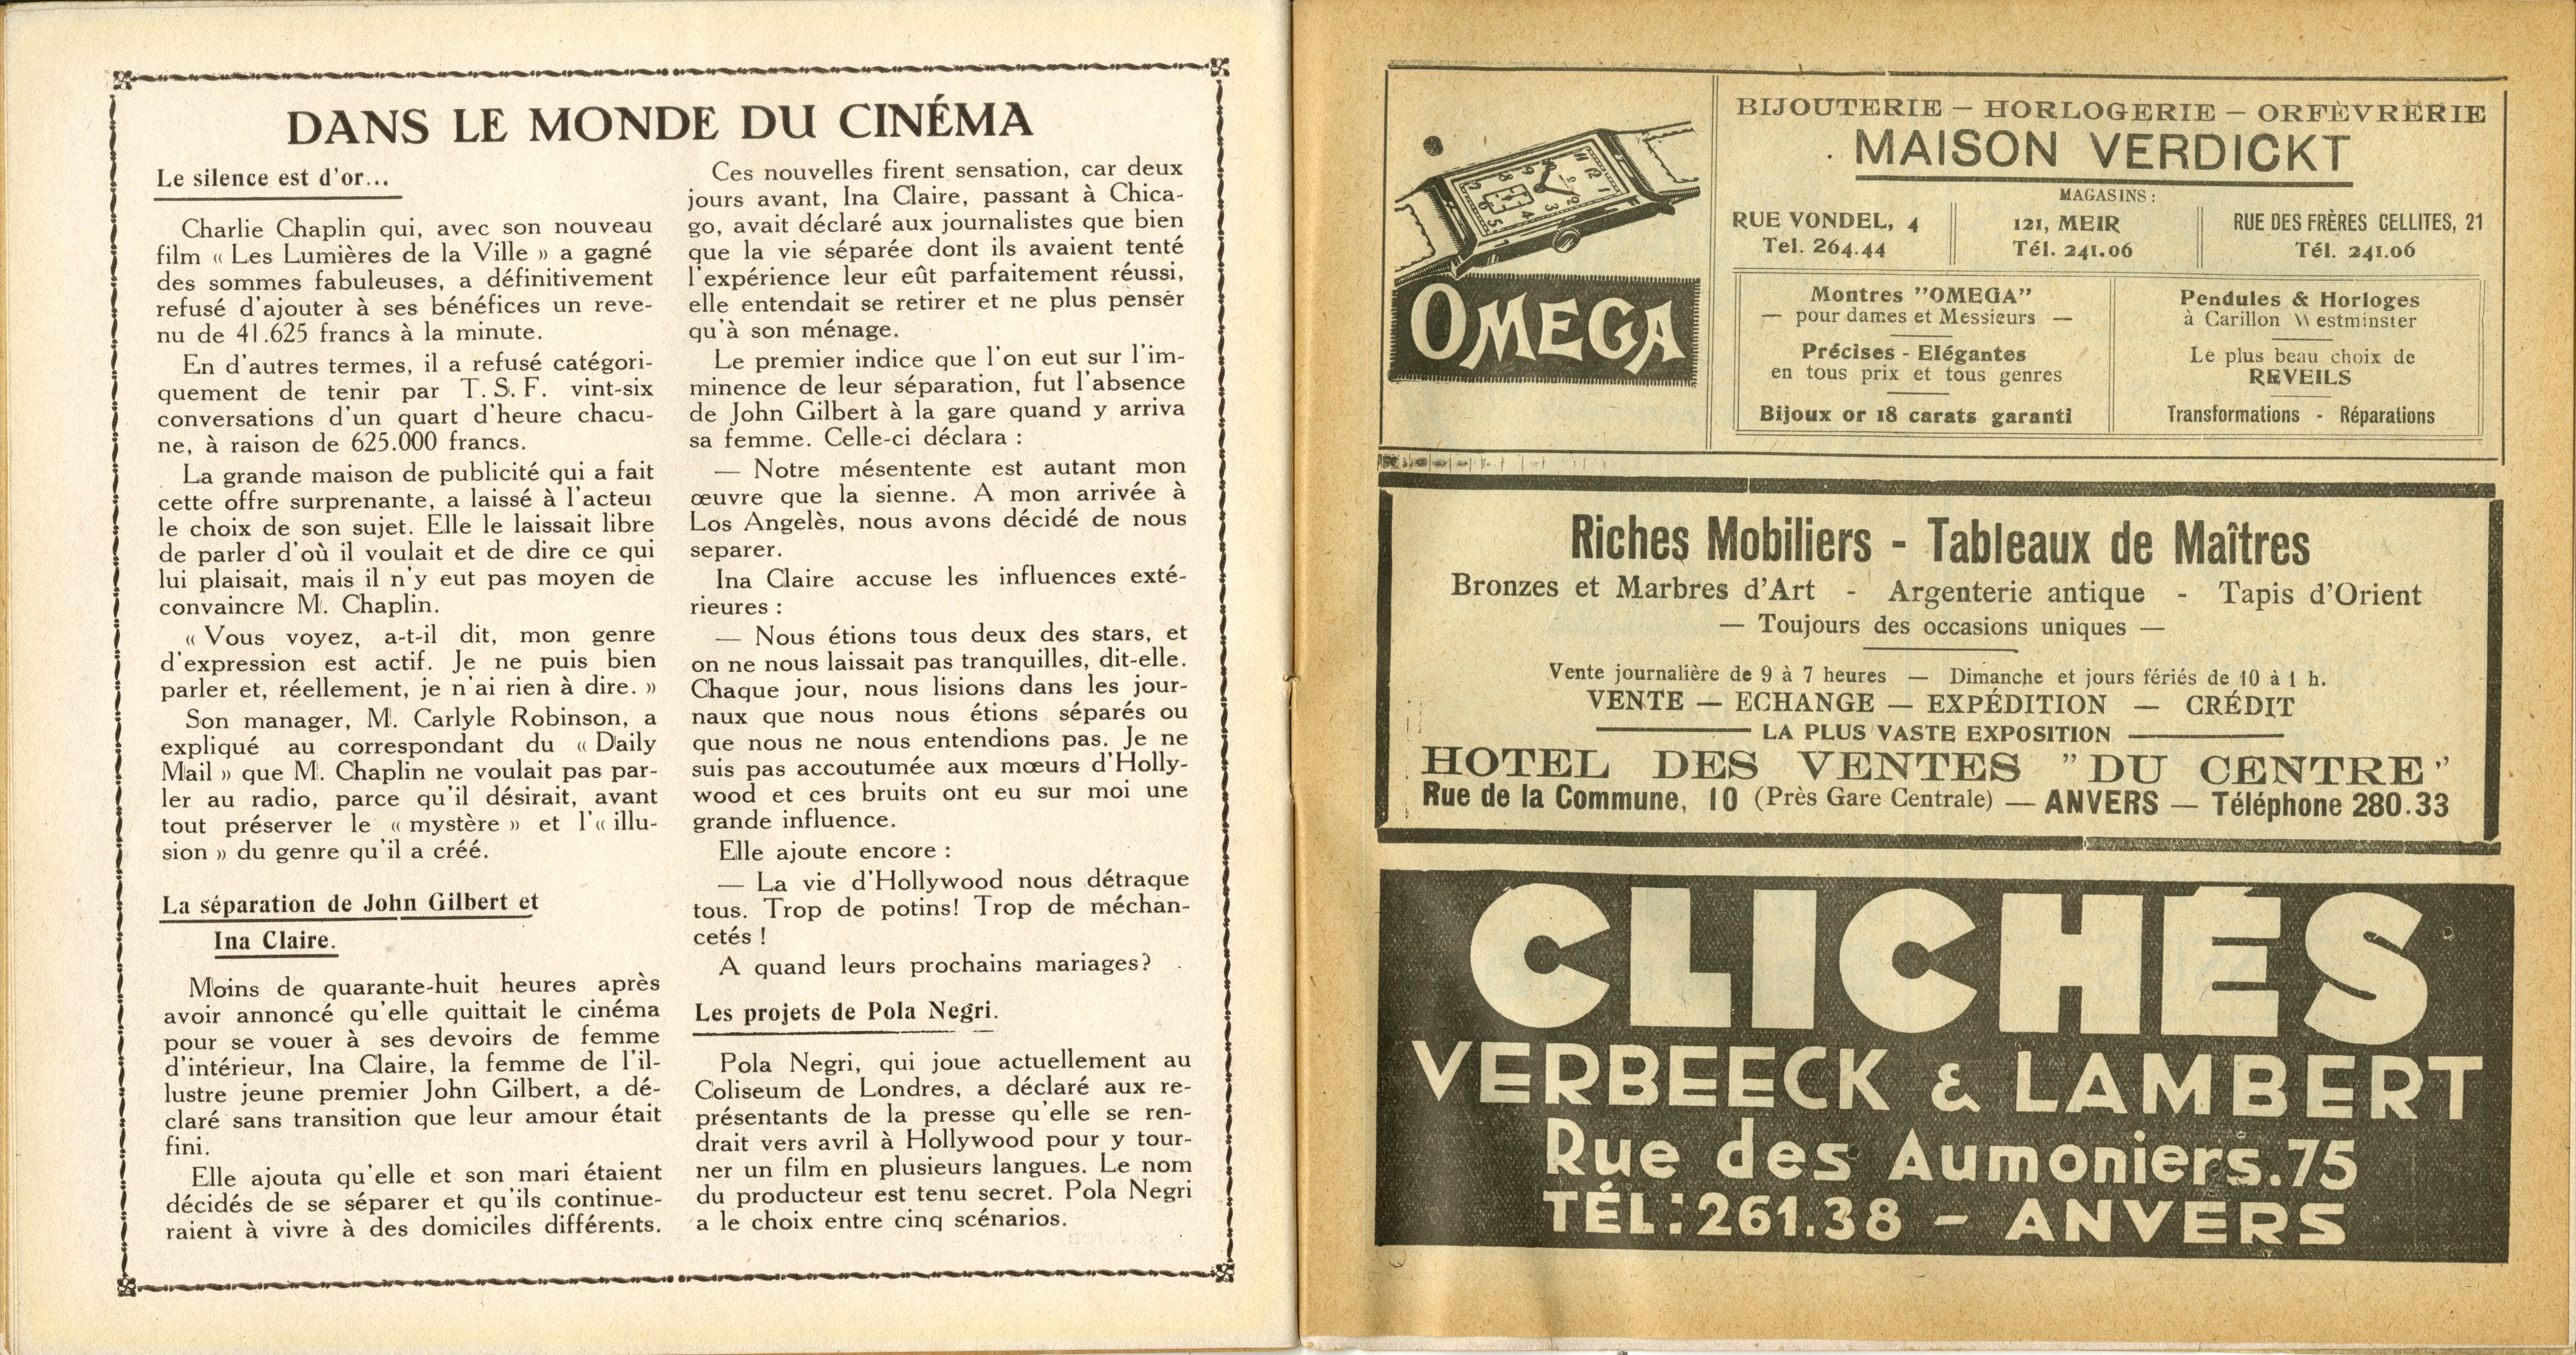 DANS LE MONDE DU CINÉMA
Le silence est d'or...
Charlie Chaplin qui, avec son nouveau
film « Les Lumières de la Ville » a gagné
des sommes fabuleuses, a définitivement
refusé d'ajouter à ses bénéfices un reve-
nu de 41.625 francs à la minute.
En d'autres termes, il a refusé catégori-
quement de tenir par T. S. F. vint-six
conversations d'un quart d'heure chacu-
ne, à raison de 625.000 francs.
La grande maison de publicité qui a fait
cette offre surprenante, a laissé à l'acteur
le choix de son sujet. Elle le laissait libre
de parler d'où il voulait et de dire ce qui
lui plaisait, mais il n'y eut pas moyen de
convaincre M. Chaplin.
« Vous voyez, a-t-il dit, mon genre
d'expression est actif. Je ne puis bien
parler et, réellement, je n'ai rien à dire. »
Son manager, M. Carlyle Robinson, a
expliqué au correspondant du « Daily
Mail » que M. Chaplin ne voulait pas par-
ler au radio, parce qu'il désirait, avant
tout préserver le « mystère » et l'« illu-
sion » du genre qu'il a créé.
La séparation de John Gilbert et
Ina Claire.
Moins de quarante-huit heures après
avoir annoncé qu'elle quittait le cinéma
pour se vouer à ses devoirs de femme
d'intérieur, Ina Claire, la femme de l'il-
lustre jeune premier John Gilbert, a dé-
claré sans transition que leur amour était
fini.
Elle ajouta qu'elle et son mari étaient
décidés de se séparer et qu'ils continue-
raient à vivre à des domiciles différents.
Ces nouvelles firent sensation, car deux
jours avant, Ina Claire, passant à Chica-
go, avait déclaré aux journalistes que bien
que la vie séparée dont ils avaient tenté
l'expérience leur eût parfaitement réussi,
elle entendait se retirer et ne plus penser
qu'à son ménage.
Le premier indice que l'on eut sur l'im-
minence de leur séparation, fut l'absence
de John Gilbert à la gare quand y arriva
sa femme. Celle-ci déclara :
— Notre mésentente est autant mon
œuvre que la sienne. A mon arrivée à
Los Angelès, nous avons décidé de nous
separer.
Ina Claire accuse les influences exté-
rieures :
— Nous étions tous deux des stars, et
on ne nous laissait pas tranquilles, dit-elle.
Chaque jour, nous lisions dans les jour-
naux que nous nous étions séparés ou
que nous ne nous entendions pas. Je ne
suis pas accoutumée aux mœurs d'Holly-
wood et ces bruits ont eu sur moi une
grande influence.
Elle ajoute encore :
— La vie d'Hollywood nous détraque
tous. Trop de potins! Trop de méchan-
cetés !
A quand leurs prochains mariages?
Les projets de Pola Negri.
Pola Negri, qui joue actuellement au
Coliseum de Londres, a déclaré aux re-
présentants de la presse qu'elle se ren-
drait vers avril à Hollywood pour y tour-
ner un film en plusieurs langues. Le nom
du producteur est tenu secret. Pola Negri
a le choix entre cinq scénarios.
OMEGA
BIJOUTERIE — HORLOGERIE — ORFÈVRERIE
MAISON VERDICKT
MAGASINS :
RUE VONDEL, 4
Tel. 264.44
121, MEIR
Tél. 241.06
RUE DES FRÈRES CELLITES, 21
Tél. 241.06
Montres "OMEGA"
— pour dames et Messieurs —
Précises - Elégantes
en tous prix et tous genres
Bijoux or 18 carats garanti
Pendules & Horloges
à Carillon Westminster
Le plus beau choix de
REVEILS
Transformations - Réparations
Riches Mobiliers - Tableaux de Maîtres
Bronzes et Marbres d'Art - Argenterie antique - Tapis d'Orient
— Toujours des occasions uniques —
Vente journalière de 9 à 7 heures — Dimanche et jours fériés de 10 à 1 h.
VENTE — ECHANGE — EXPÉDITION — CRÉDIT
LA PLUS VASTE EXPOSITION
HOTEL DES VENTES "DU CENTRE"
Rue de la Commune, 10 (Près Gare Centrale) — ANVERS — Téléphone 280.33
CLICHÉS
VERBEECK & LAMBERT
Rue des Aumoniers.75
TÉL: 261.38 - ANVERS